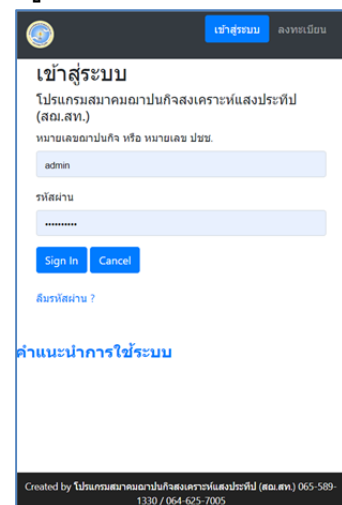 เข้าสู่ระบบ ลงทะเบียน
เข้าสู่ระบบ
โปรแกรมสมาคมฌาปนกิจสงเคราะห์แสงประทีป
(สฌ.สท.)
หมายเลขฌาปนกิจ หรือ หมายเลข ปชช.
admin
รหัสผ่าน
Sign In Cancel
ลืมรหัสผ่าน ?
คำแนะนำการใช้ระบบ
Created by โปรแกรมสมาคมฌาปนกิจสงเคราะห์แสงประทีป (สฌ.สท.) 065-589-
1330 / 064-625-7005